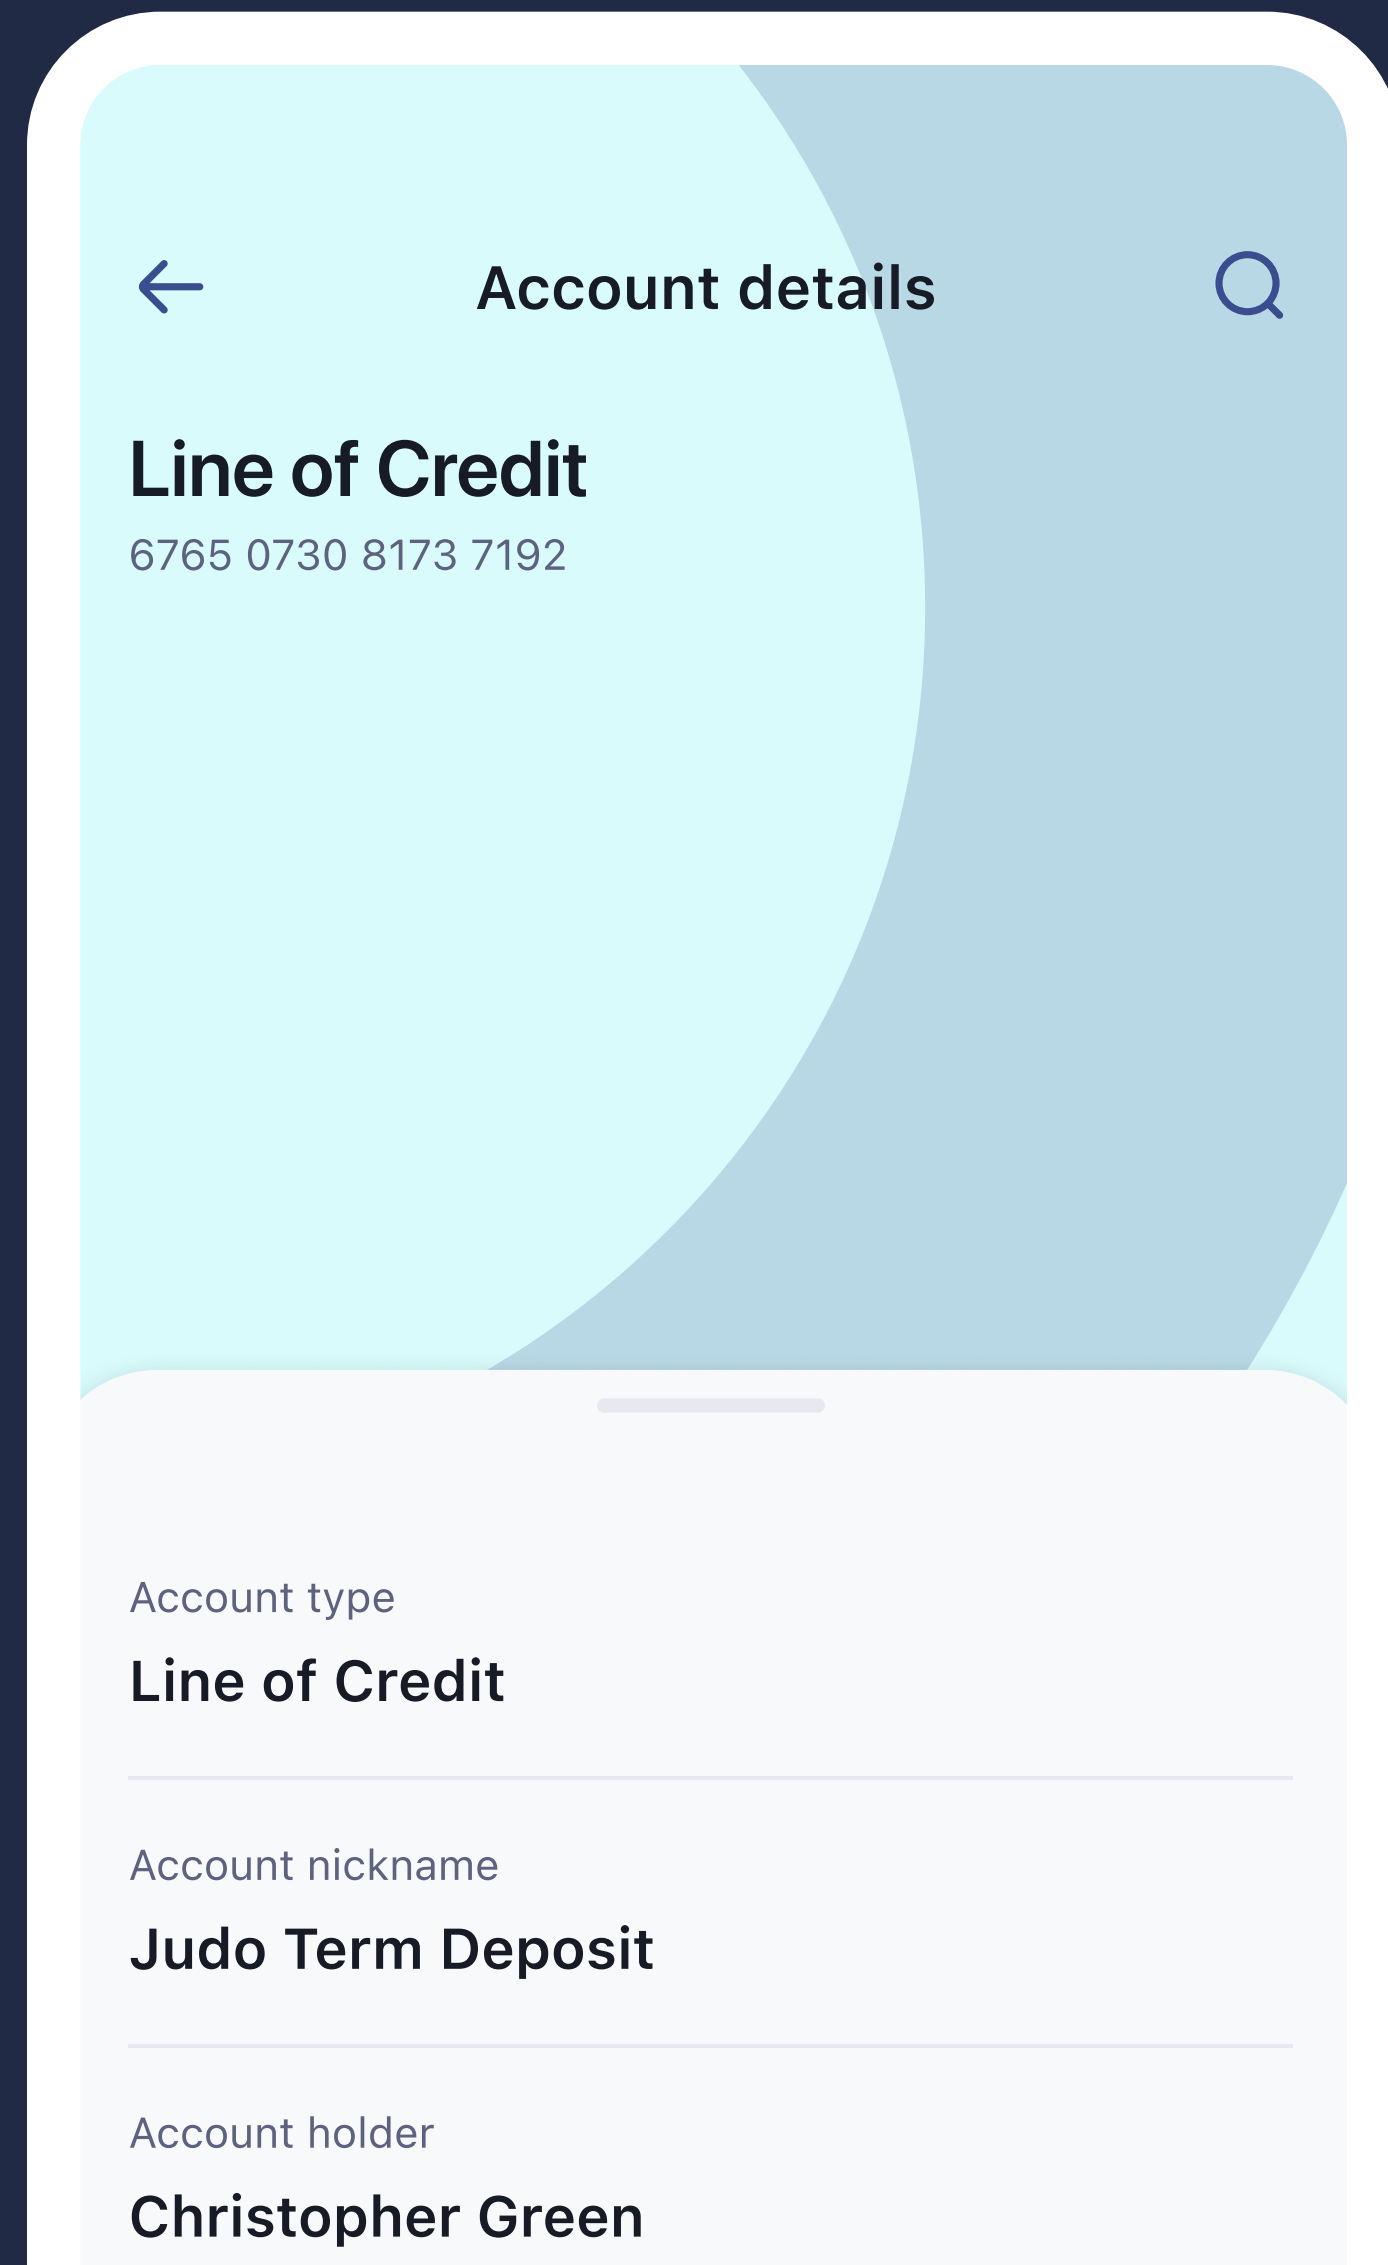 Account details
Line of Credit
6765 0730 8173 7192
Account type
Line of Credit
Account nickname
Judo Term Deposit
Account holder
Christopher Green